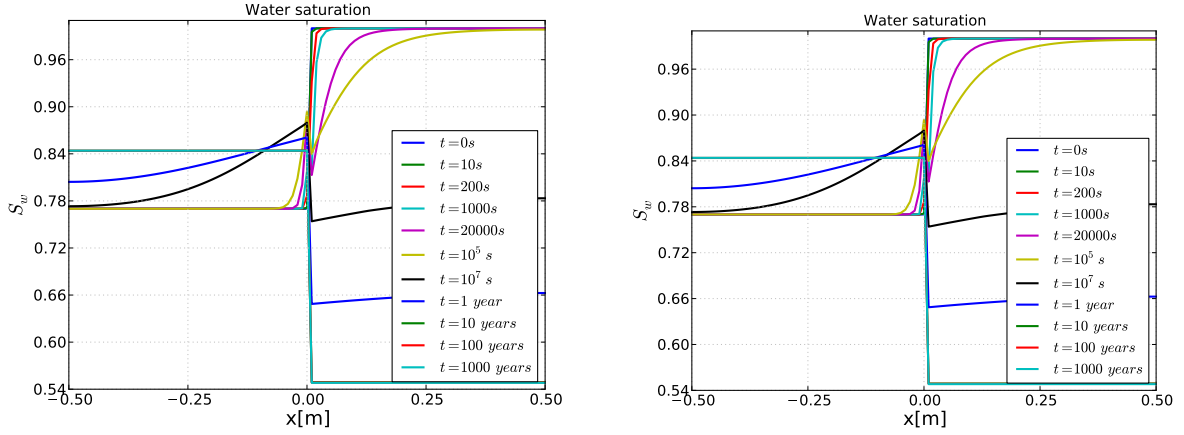 Water saturation
0.96
0.90
0.84
0.78
0.72
0.66
0.60
0.54
S_w
−0.50
−0.25
0.00
0.25
0.50
x[m]
t=0s
t=10s
t=200s
t=1000s
t=20000s
t=10^5 s
t=10^7 s
t=1 year
t=10 years
t=100 years
t=1000 years
Water saturation
0.96
0.90
0.84
0.78
0.72
0.66
0.60
0.54
S_w
−0.50
−0.25
0.00
0.25
0.50
x[m]
t=0s
t=10s
t=200s
t=1000s
t=20000s
t=10^5 s
t=10^7 s
t=1 year
t=10 years
t=100 years
t=1000 years